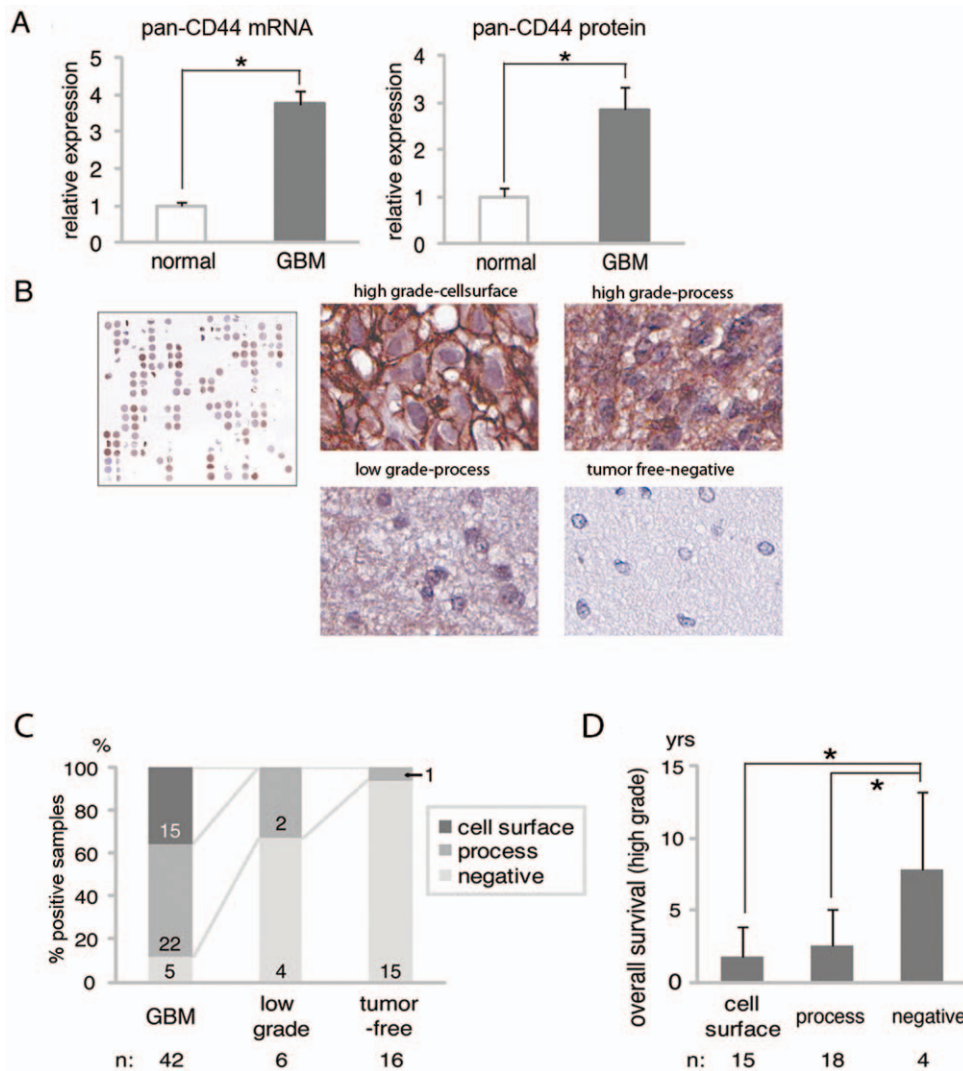 A
pan-CD44 mRNA
relative expression
5
4
3
2
1
0
*
normal
GBM
pan-CD44 protein
relative expression
4
3
2
1
0
*
normal
GBM
B
high grade-cellsurface
high grade-process
low grade-process
tumor free-negative
C
%
% positive samples
100
80
60
40
20
0
15
22
5
2
4
1
15
cell surface
process
negative
GBM
low
grade
tumor
-free
n: 42 6 16
D
yrs
overall survival (high grade)
15
10
5
0
*
*
cell
surface
process
negative
n: 15 18 4